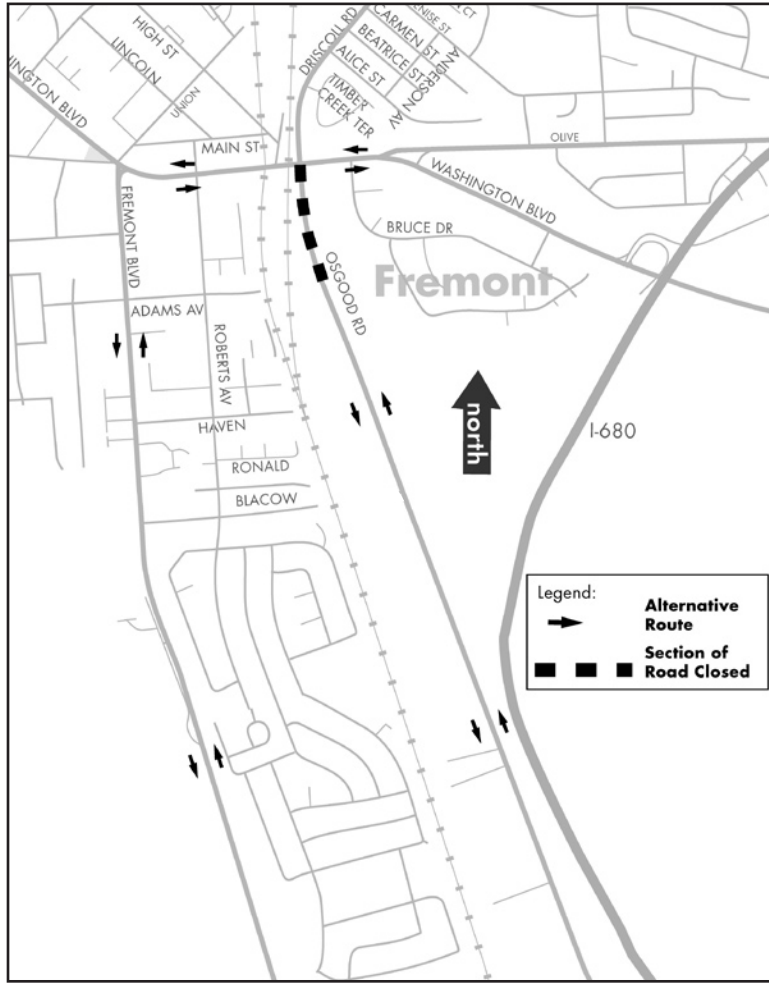 HIGH ST
LINCOLN
UNION
HINGTON BLVD
MAIN ST
DRISCOLL RD
CARMEN ST
BEATRICE ST
ALICE ST
ANDERSON AV
TIMBER
CREEK TER
OLIVE
WASHINGTON BLVD
BRUCE DR
FREMONT BLVD
OSGOOD RD
Fremont
ADAMS AV
ROBERTS AV
HAVEN
RONALD
BLACOW
north
I-680
Legend:
Alternative
Route
Section of
Road Closed